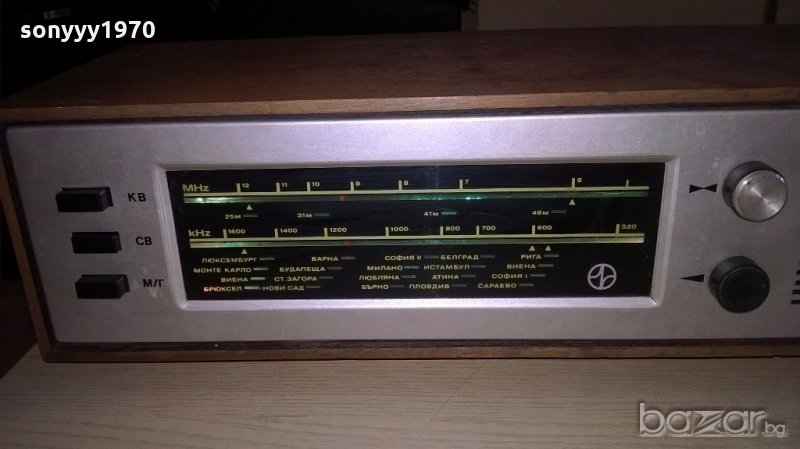 sonyyy1970
MHz 12 11 10 9 8 7 6
25м 31м 41м 49м
kHz 1600 1400 1200 1000 800 700 600 520
ЛЮКСЕМБУРГ ВАРНА СОФИЯ II БЕЛГРАД РИГА
МОНТЕ КАРЛО БУДАПЕЩА МИЛАНО ИСТАМБУЛ ВИЕНА
ВИЕНА СТ. ЗАГОРА ЛЮБЛЯНА АТИНА СОФИЯ I
БРЮКСЕЛ НОВИ САД БЪРНО ПЛОВДИВ САРАЕВО
КВ
СВ
М/Г
bazar.bg